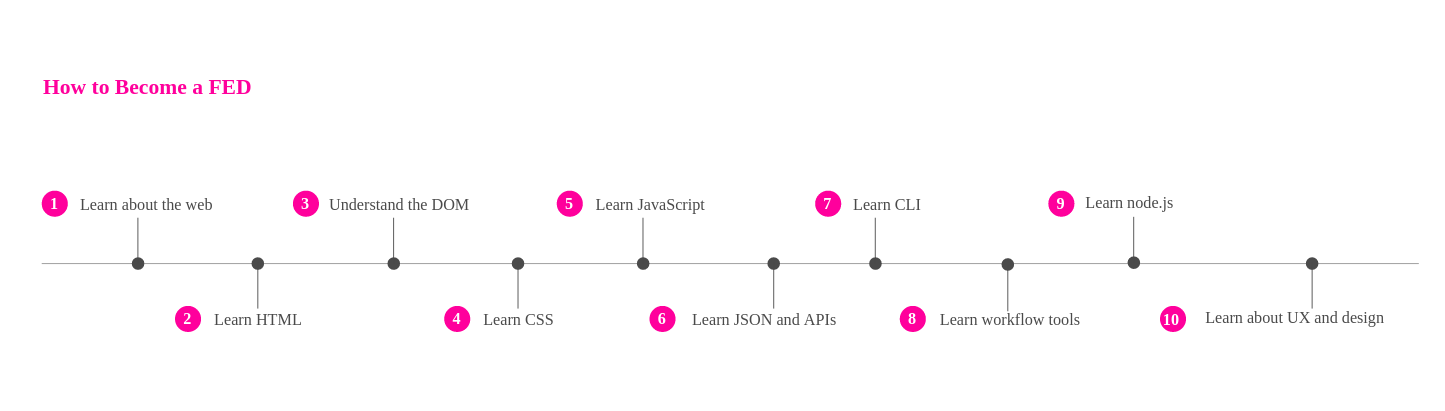 How to Become a FED
1 Learn about the web
2 Learn HTML
3 Understand the DOM
4 Learn CSS
5 Learn JavaScript
6 Learn JSON and APIs
7 Learn CLI
8 Learn workflow tools
9 Learn node.js
10 Learn about UX and design